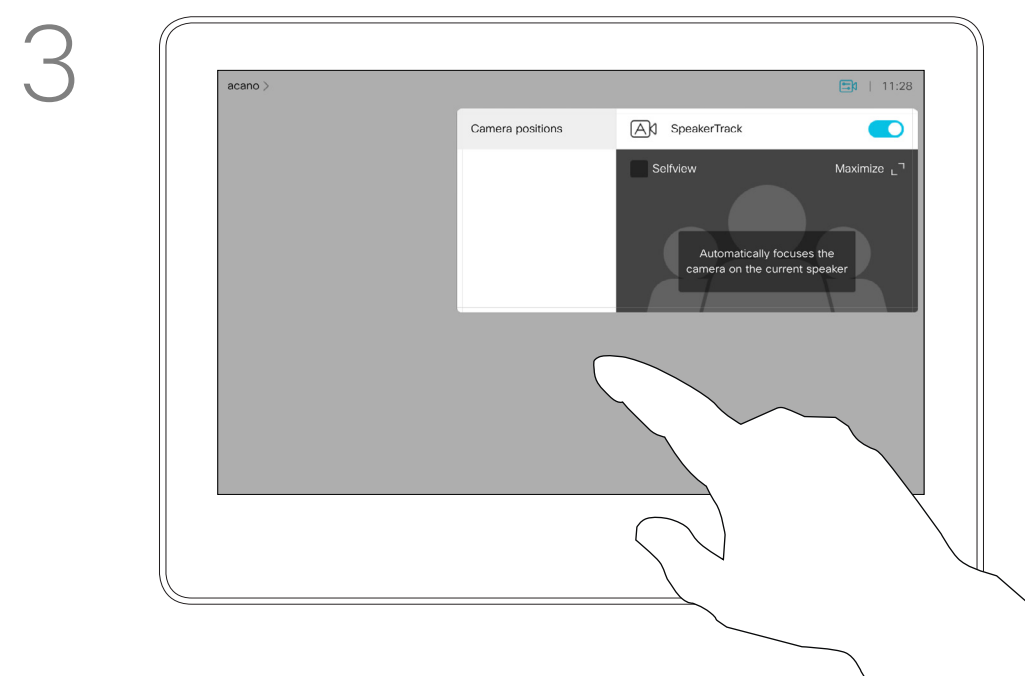 3
acano >
| 11:28
Camera positions
A SpeakerTrack
Selfview Maximize
Automatically focuses the
camera on the current speaker